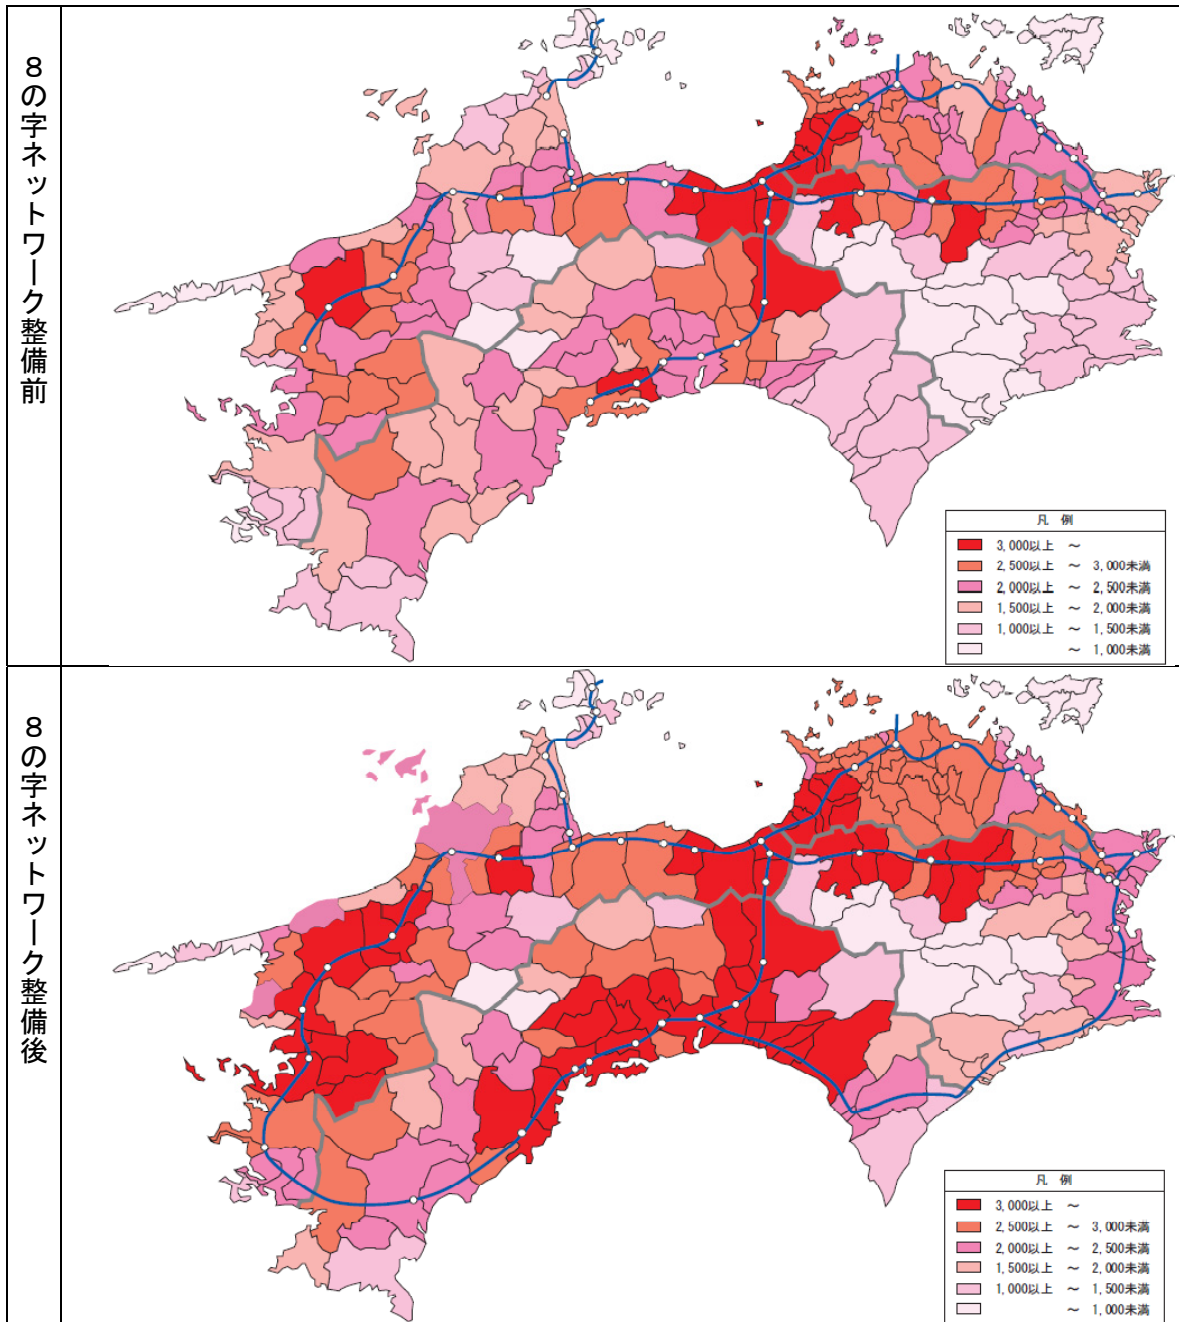 8の字ネットワーク整備前
凡 例
3,000以上 ～
2,500以上 ～ 3,000未満
2,000以上 ～ 2,500未満
1,500以上 ～ 2,000未満
1,000以上 ～ 1,500未満
～ 1,000未満
8の字ネットワーク整備後
凡 例
3,000以上 ～
2,500以上 ～ 3,000未満
2,000以上 ～ 2,500未満
1,500以上 ～ 2,000未満
1,000以上 ～ 1,500未満
～ 1,000未満